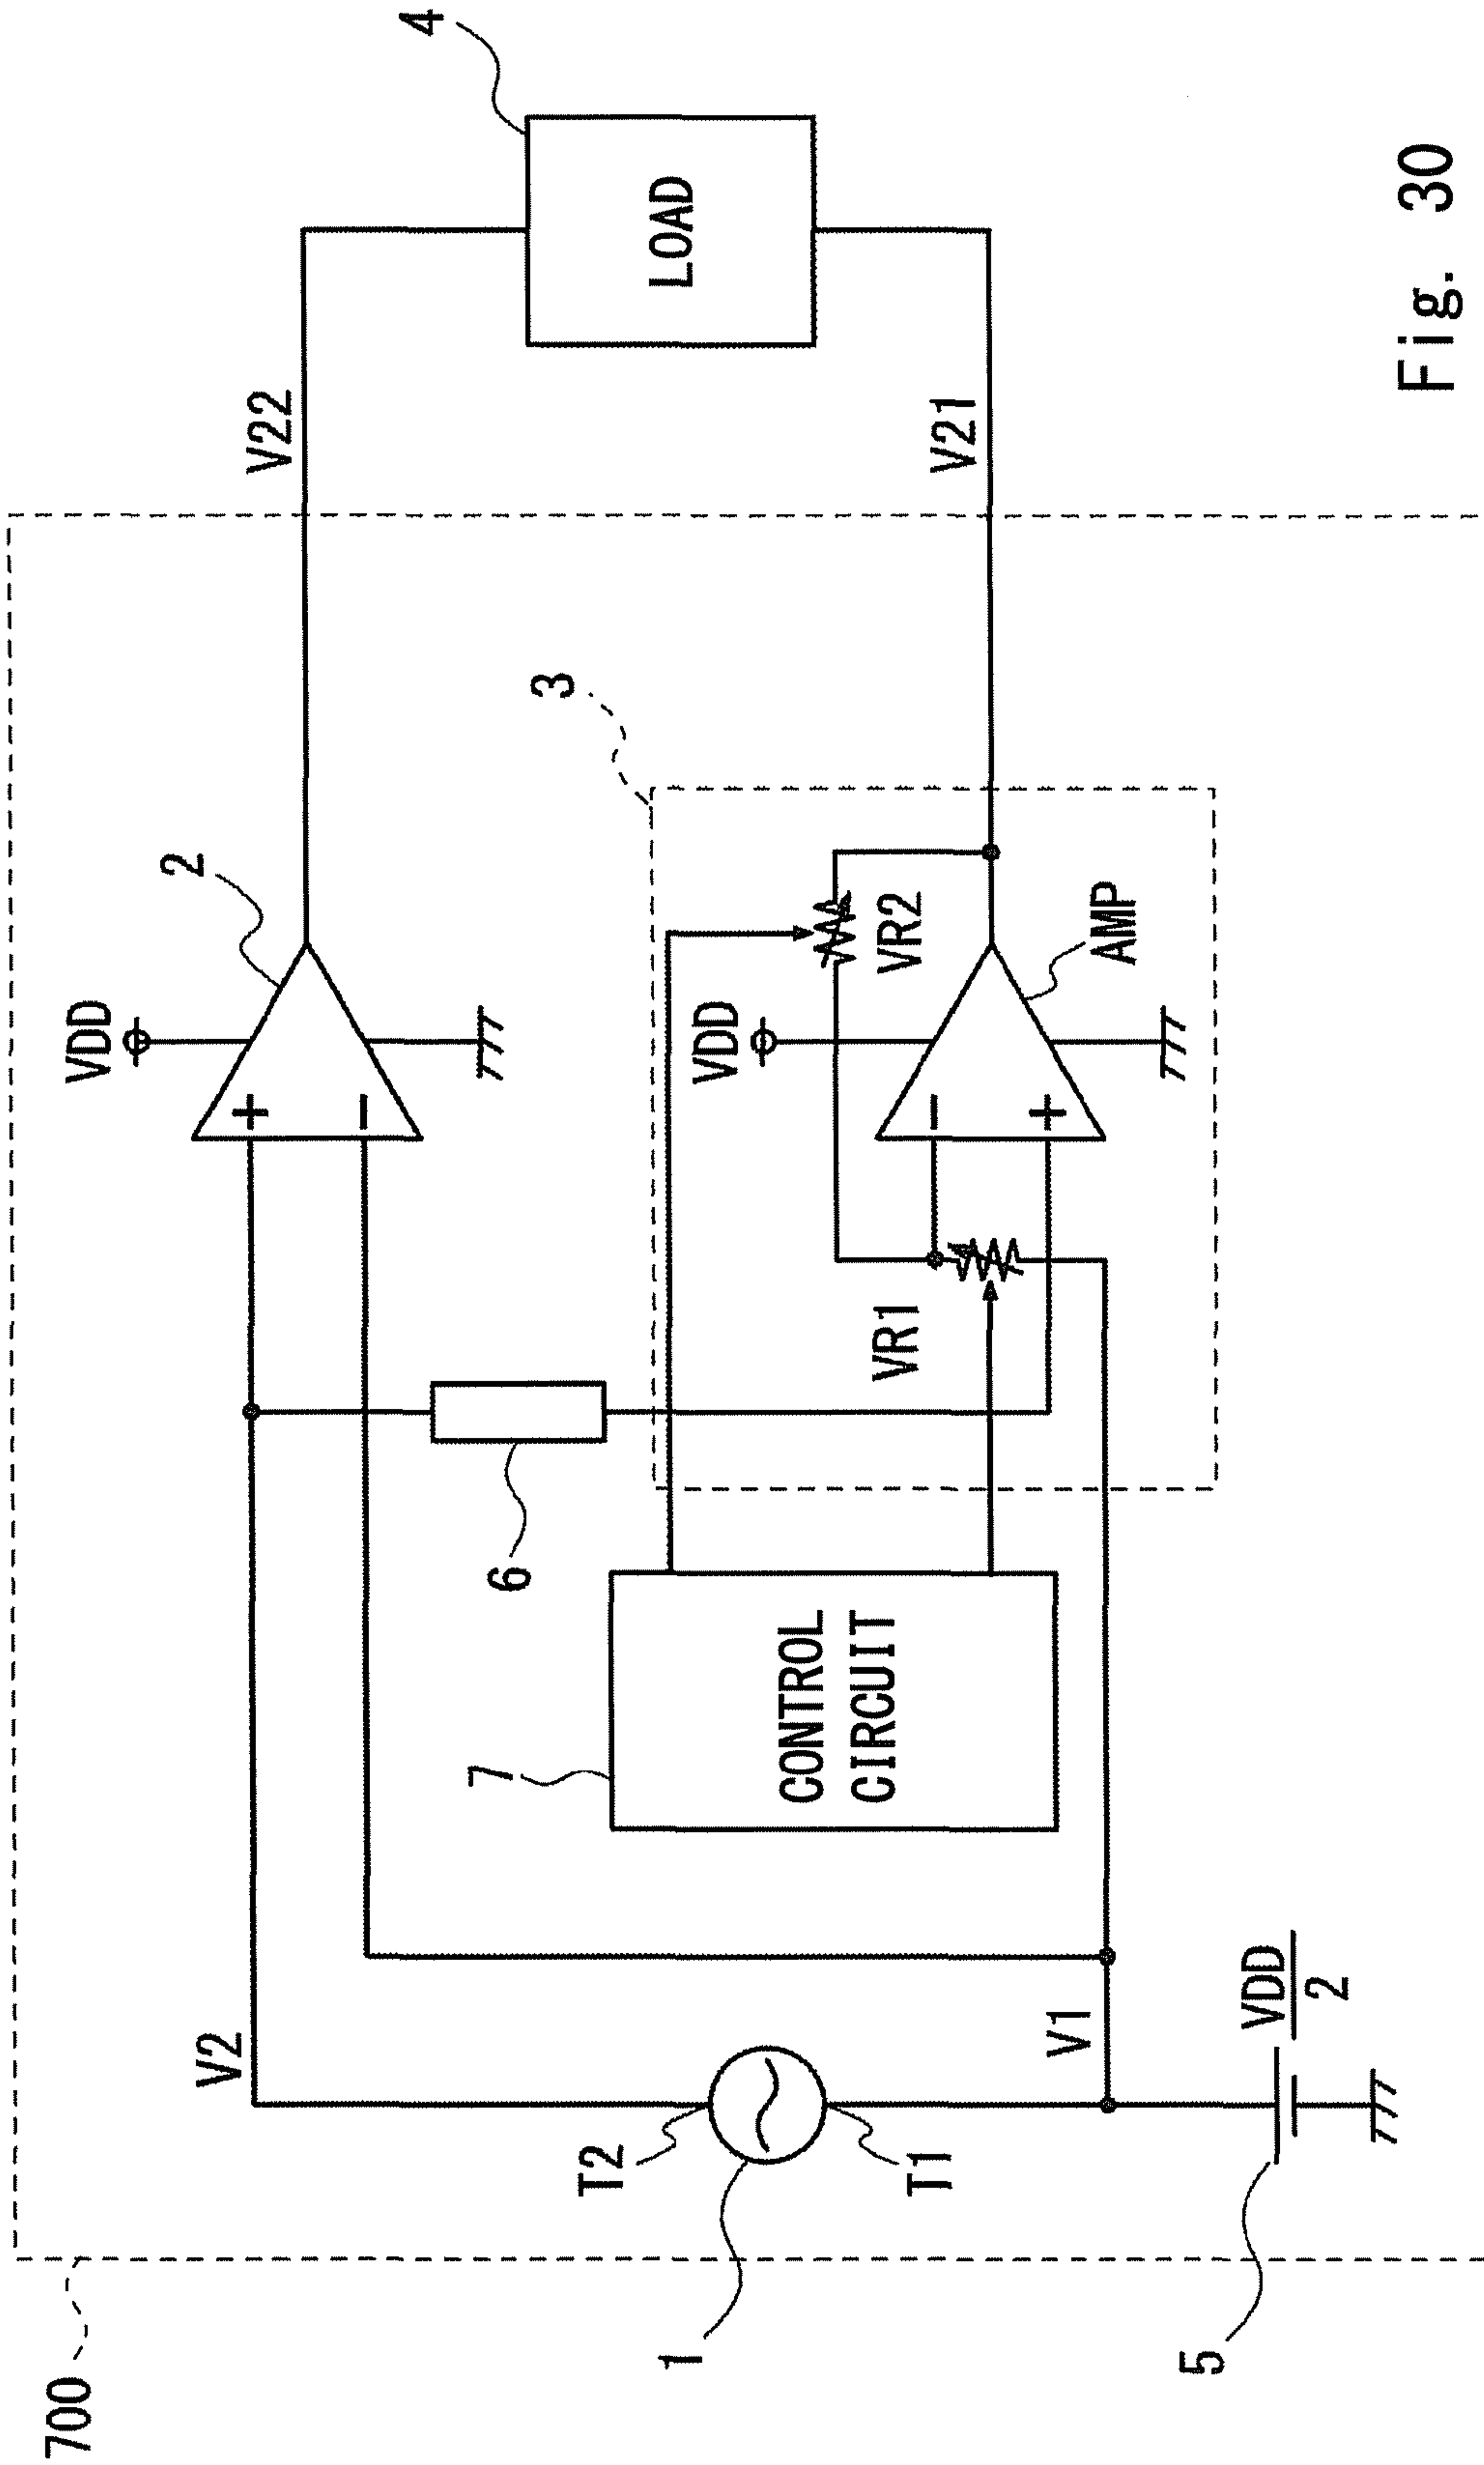 700
VDD
2
V22
4
V2
+
−
6
LOAD
3
VDD
VR2
7
CONTROL
CIRCUIT
VR1
−
+
AMP
V21
T2
1
T1
V1
VDD
2
5
Fig. 30